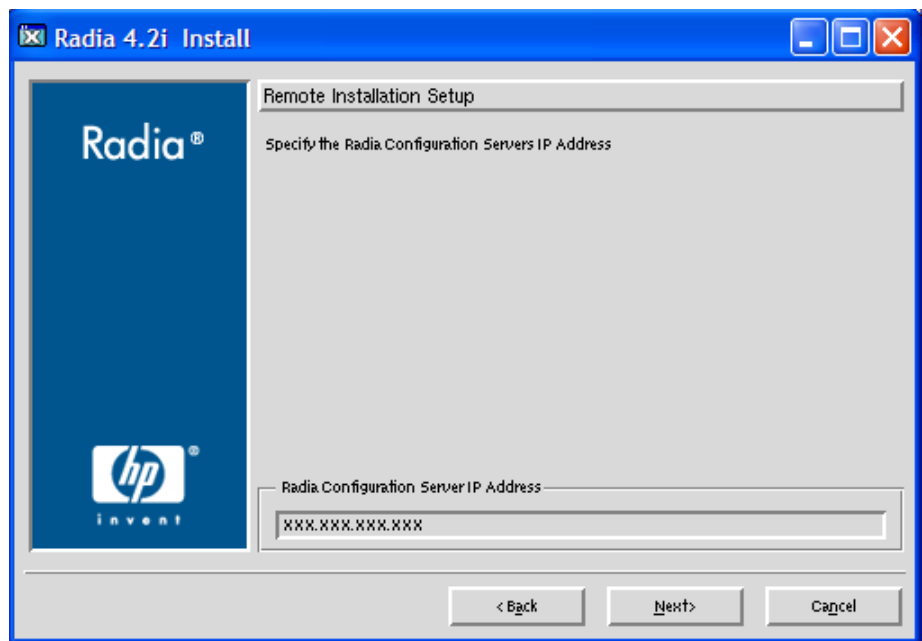 Radia 4.2i Install
Remote Installation Setup
Radia®
Specify the Radia Configuration Servers IP Address
hp®
invent
Radia Configuration Server IP Address
xxx.xxx.xxx.xxx
< Back
Next>
Cancel